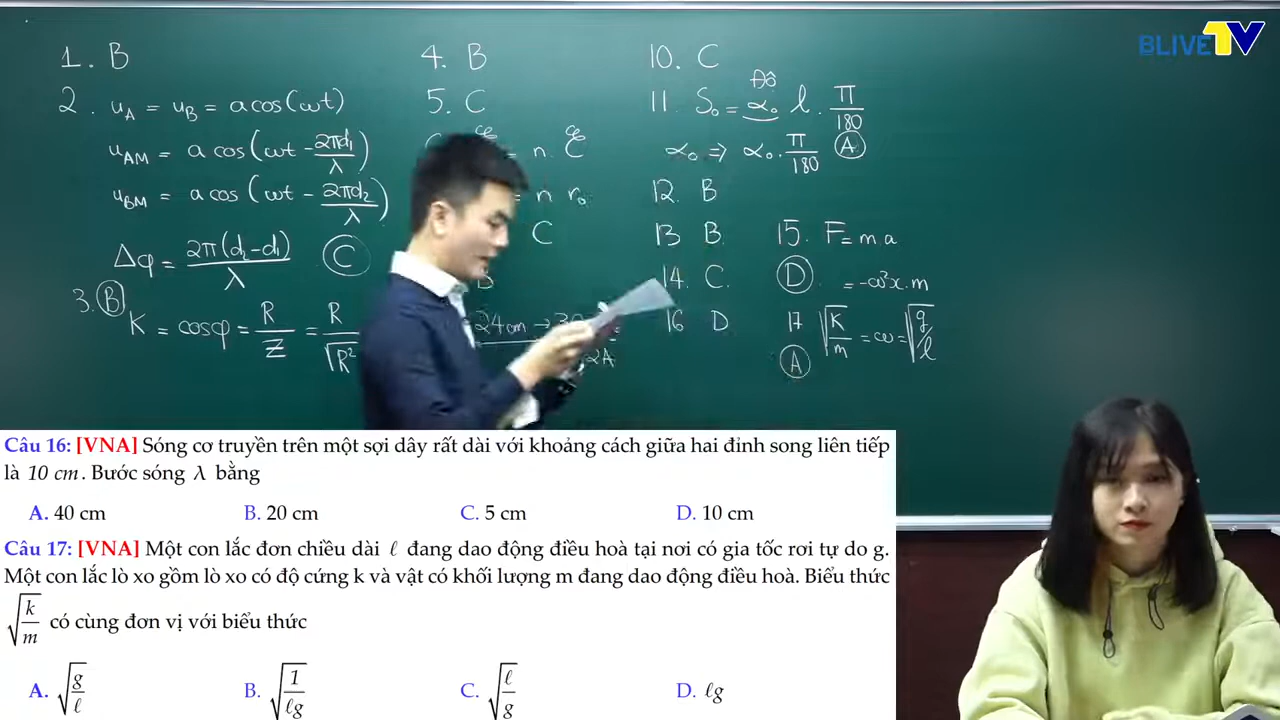 BLIVE TV
1. B
2. u_A = u_B = a cos(ωt)
u_AM = a cos(ωt - 2πd₁/λ)
u_BM = a cos(ωt - 2πd₂/λ)
Δφ = 2π(d₂-d₁)/λ C
3. B
K = cosφ = R/Z = R/√R²
4. B
5. C
= n.
= n r₀
C
24cm → 30
2A
10. C
Độ
11. S₀ = α₀ l. π/180
α₀ => α₀. π/180 A
12. B
13 B.
14. C.
15. F = ma
D = -ω²x.m
16 D
17 √K/m = ω = √g/l
A
Câu 16: [VNA] Sóng cơ truyền trên một sợi dây rất dài với khoảng cách giữa hai đỉnh song liên tiếp
là 10 cm. Bước sóng λ bằng
A. 40 cm B. 20 cm C. 5 cm D. 10 cm
Câu 17: [VNA] Một con lắc đơn chiều dài ℓ đang dao động điều hoà tại nơi có gia tốc rơi tự do g.
Một con lắc lò xo gồm lò xo có độ cứng k và vật có khối lượng m đang dao động điều hoà. Biểu thức
√k/m có cùng đơn vị với biểu thức
A. √g/ℓ B. √1/ℓg C. √ℓ/g D. ℓg